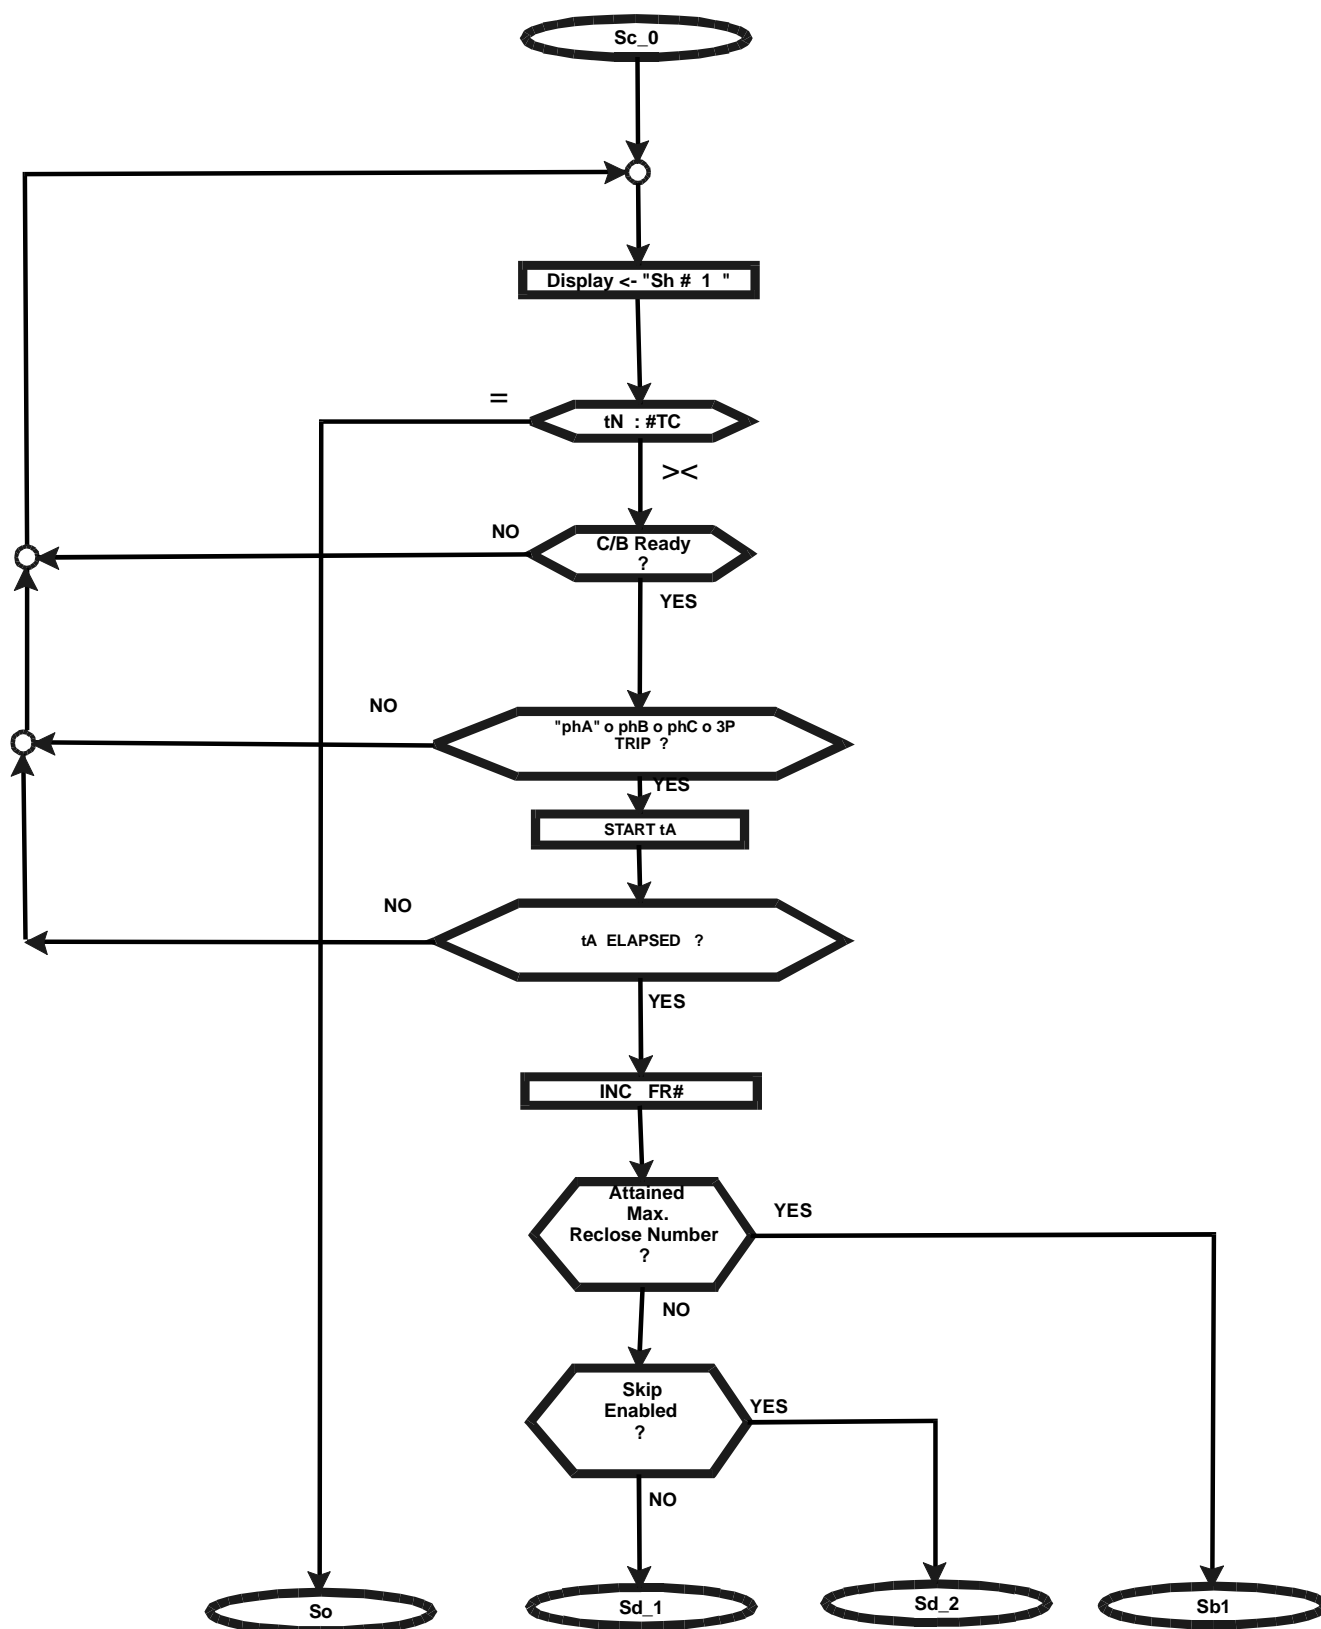 Sc_0
Display <- "Sh # 1 "
=
tN : #TC
><
NO
C/B Ready
?
YES
NO
"phA" o phB o phC o 3P
TRIP ?
YES
START tA
NO
tA ELAPSED ?
YES
INC FR#
Attained
Max.
Reclose Number
?
YES
NO
Skip
Enabled
?
YES
NO
So
Sd_1
Sd_2
Sb1